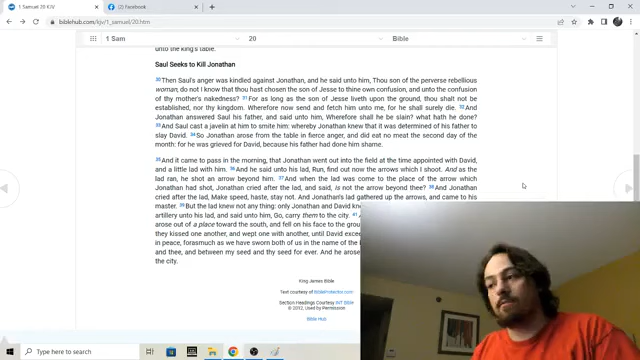 1 Samuel 20 KJV
(2) Facebook
biblehub.com/kjv/1_samuel/20.htm
1 Sam
20
Bible
unto the king's table.
Saul Seeks to Kill Jonathan
30 Then Saul's anger was kindled against Jonathan, and he said unto him, Thou son of the perverse rebellious
woman, do not I know that thou hast chosen the son of Jesse to thine own confusion, and unto the confusion
of thy mother's nakedness? 31 For as long as the son of Jesse liveth upon the ground, thou shalt not be
established, nor thy kingdom. Wherefore now send and fetch him unto me, for he shall surely die. 32 And
Jonathan answered Saul his father, and said unto him, Wherefore shall he be slain? what hath he done?
33 And Saul cast a javelin at him to smite him: whereby Jonathan knew that it was determined of his father to
slay David. 34 So Jonathan arose from the table in fierce anger, and did eat no meat the second day of the
month: for he was grieved for David, because his father had done him shame.
35 And it came to pass in the morning, that Jonathan went out into the field at the time appointed with David,
and a little lad with him. 36 And he said unto his lad, Run, find out now the arrows which I shoot. And as the
lad ran, he shot an arrow beyond him. 37 And when the lad was come to the place of the arrow which
Jonathan had shot, Jonathan cried after the lad, and said, Is not the arrow beyond thee? 38 And Jonathan
cried after the lad, Make speed, haste, stay not. And Jonathan's lad gathered up the arrows, and came to his
master. 39 But the lad knew not any thing: only Jonathan and David
artillery unto his lad, and said unto him, Go, carry them to the city. 41
arose out of a place toward the south, and fell on his face to the
they kissed one another, and wept one with another, until David
in peace, forasmuch as we have sworn both of us in the name of the
and thee, and between my seed and thy seed for ever. And he arose
the city.
King James Bible
Text courtesy of BibleProtector.com
Section Headings Courtesy INT Bible
© 2012, Used by Permission
Bible Hub
Type here to search